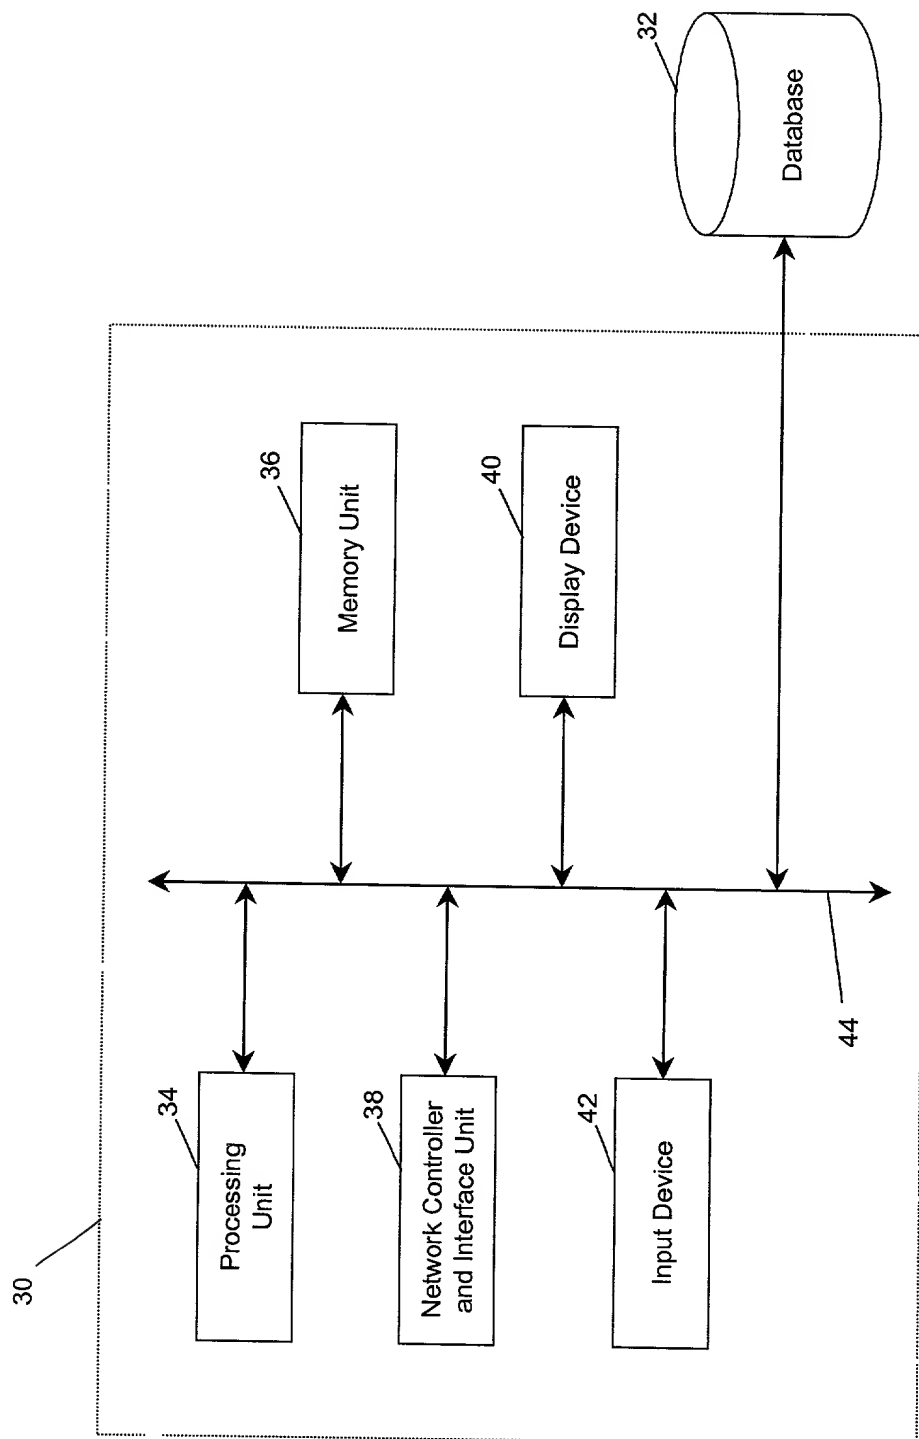 30
34
Processing
Unit
36
Memory Unit
38
Network Controller
and Interface Unit
40
Display Device
42
Input Device
44
32
Database